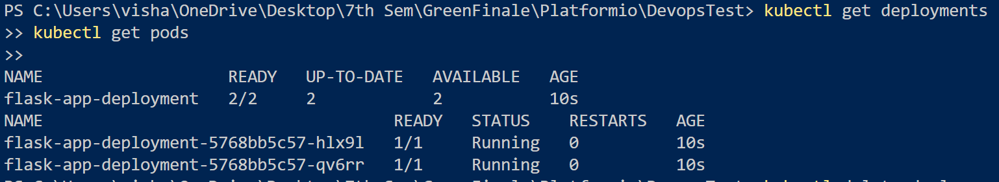 PS C:\Users\visha\OneDrive\Desktop\7th Sem\GreenFinale\Platformio\DevopsTest> kubectl get deployments
>> kubectl get pods
>>
NAME READY UP-TO-DATE AVAILABLE AGE
flask-app-deployment 2/2 2 2 10s
NAME READY STATUS RESTARTS AGE
flask-app-deployment-5768bb5c57-hlx9l 1/1 Running 0 10s
flask-app-deployment-5768bb5c57-qv6rr 1/1 Running 0 10s